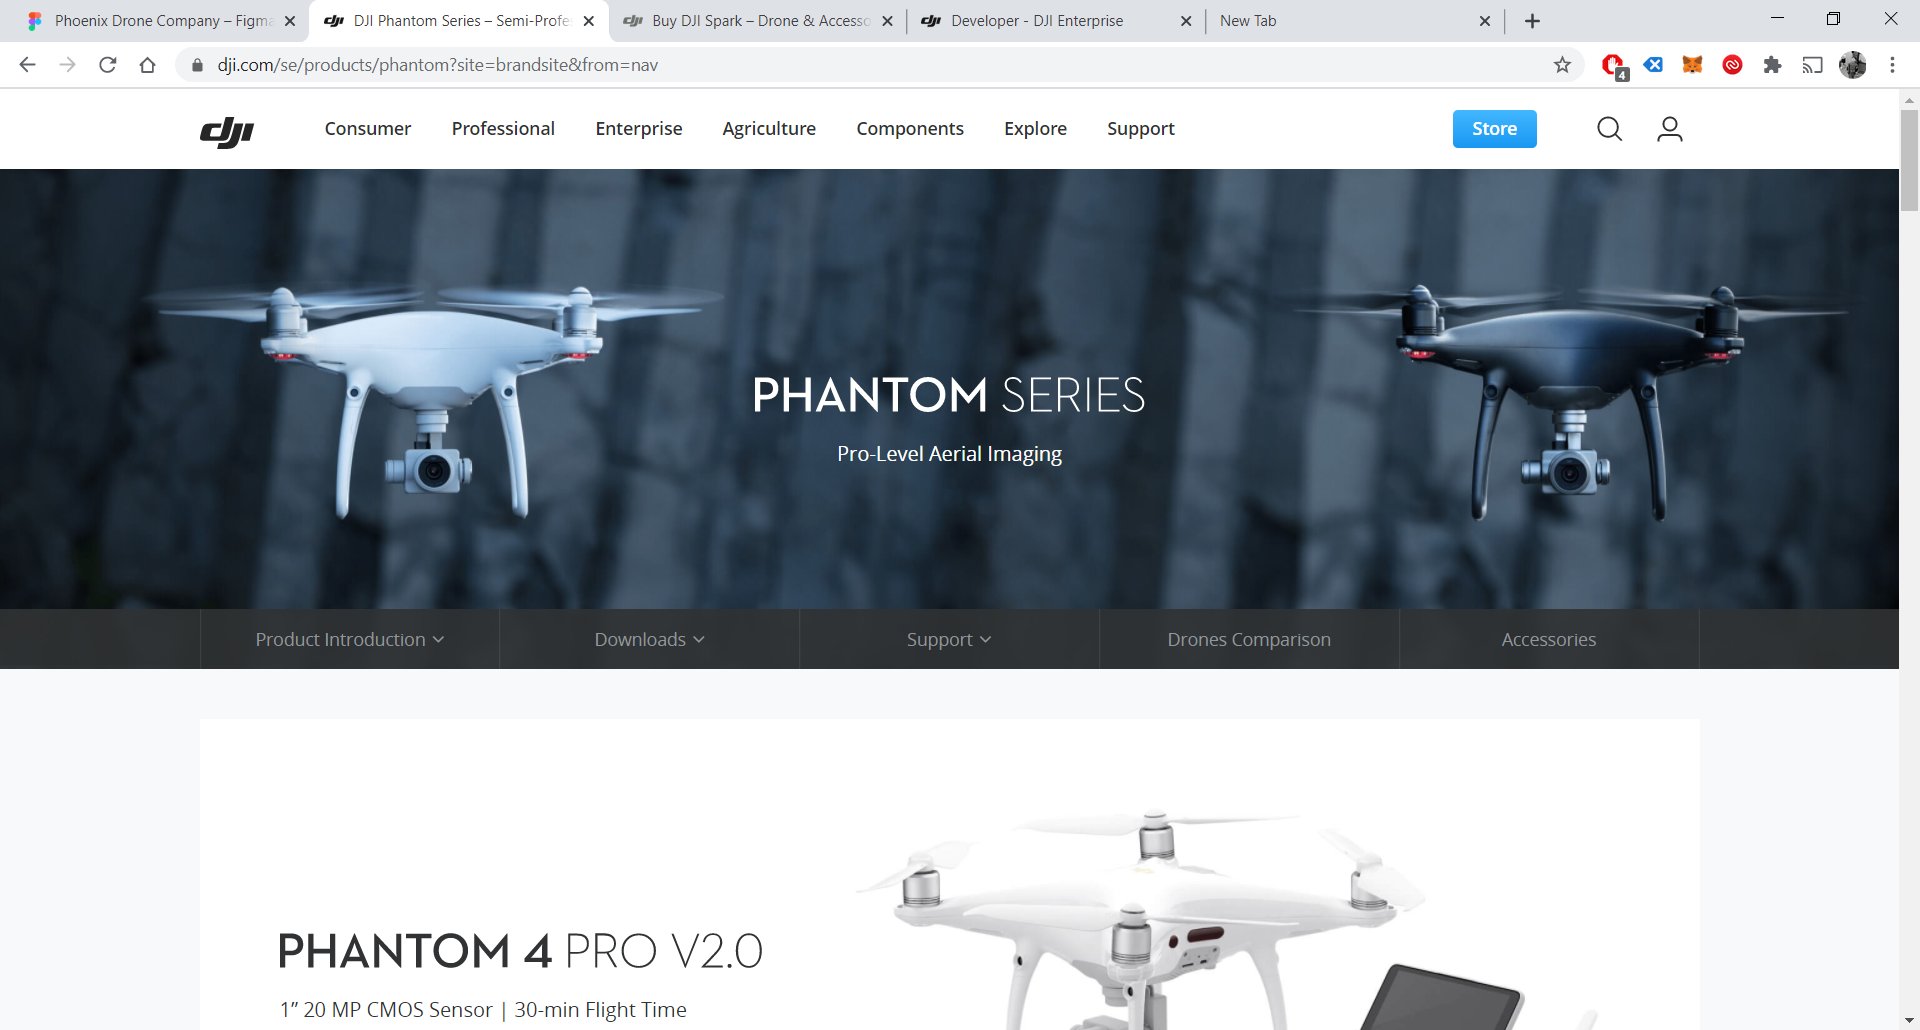 Phoenix Drone Company – Figma
DJI Phantom Series – Semi-Profe
Buy DJI Spark – Drone & Accesso
Developer - DJI Enterprise
New Tab
dji.com/se/products/phantom?site=brandsite&from=nav
4
dji
Consumer
Professional
Enterprise
Agriculture
Components
Explore
Support
Store
PHANTOM SERIES
Pro-Level Aerial Imaging
Product Introduction
Downloads
Support
Drones Comparison
Accessories
PHANTOM 4 PRO V2.0
1” 20 MP CMOS Sensor | 30-min Flight Time